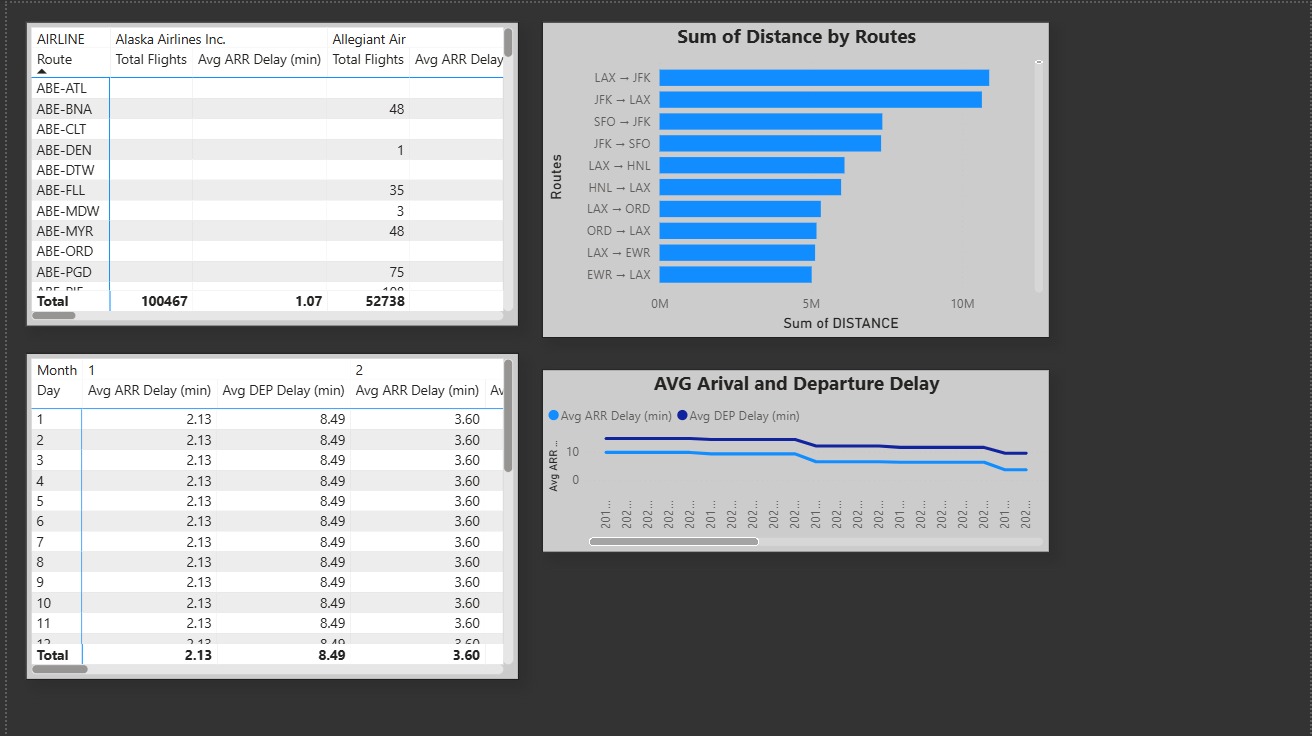 AIRLINE Alaska Airlines Inc. Allegiant Air
Route Total Flights Avg ARR Delay (min) Total Flights Avg ARR Delay
ABE-ATL
ABE-BNA 48
ABE-CLT
ABE-DEN 1
ABE-DTW
ABE-FLL 35
ABE-MDW 3
ABE-MYR 48
ABE-ORD
ABE-PGD 75
Total 100467 1.07 52738
Sum of Distance by Routes
Routes
LAX → JFK
JFK → LAX
SFO → JFK
JFK → SFO
LAX → HNL
HNL → LAX
LAX → ORD
ORD → LAX
LAX → EWR
EWR → LAX
0M 5M 10M
Sum of DISTANCE
Month 1 2
Day Avg ARR Delay (min) Avg DEP Delay (min) Avg ARR Delay (min) Av
1 2.13 8.49 3.60
2 2.13 8.49 3.60
3 2.13 8.49 3.60
4 2.13 8.49 3.60
5 2.13 8.49 3.60
6 2.13 8.49 3.60
7 2.13 8.49 3.60
8 2.13 8.49 3.60
9 2.13 8.49 3.60
10 2.13 8.49 3.60
11 2.13 8.49 3.60
12 2.13 8.49 3.60
Total 2.13 8.49 3.60
AVG Arival and Departure Delay
Avg ARR Delay (min) Avg DEP Delay (min)
Avg ARR ...
10
0
201... 202... 202... 202... 202... 201... 202... 202... 202... 202... 201... 202... 202... 202... 201... 202... 202... 202... 202... 201... 202...